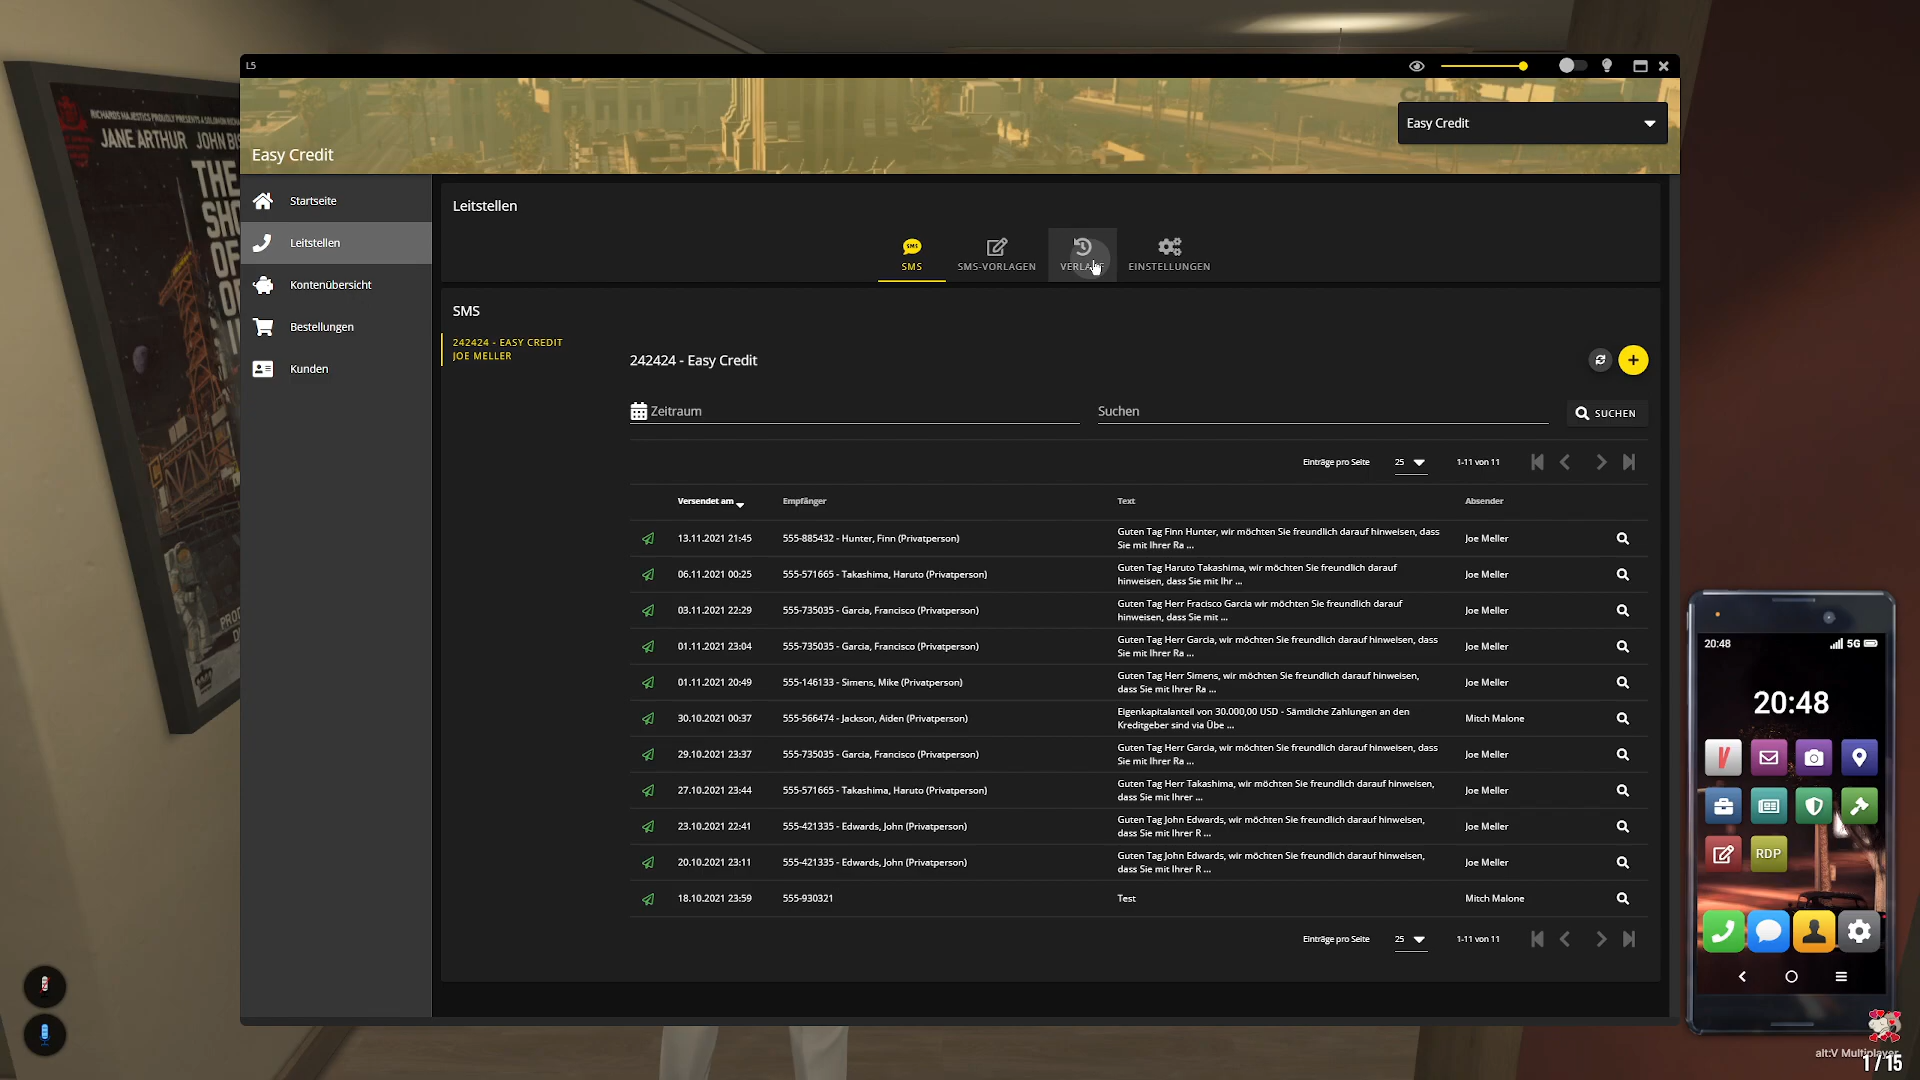 L5
RICHARDS MAJESTICS PROUDLY PRESENTS A SOLOMON RICH
JANE ARTHUR JOHN
THE
OF
Easy Credit
Easy Credit
Startseite
Leitstellen
Kontenübersicht
Bestellungen
Kunden
Leitstellen
SMS
SMS
SMS-VORLAGEN
EINSTELLUNGEN
SMS
242424 - EASY CREDIT
JOE MELLER
242424 - Easy Credit
Zeitraum
Suchen
SUCHEN
Einträge pro Seite 25 1-11 von 11
Versendet am Empfänger Text Absender
13.11.2021 21:45 555-885432 - Hunter, Finn (Privatperson) Guten Tag Finn Hunter, wir möchten Sie freundlich darauf hinweisen, dass Joe Meller
Sie mit Ihrer Ra ...
06.11.2021 00:25 555-571665 - Takashima, Haruto (Privatperson) Guten Tag Haruto Takashima, wir möchten Sie freundlich darauf Joe Meller
hinweisen, dass Sie mit Ihr ...
03.11.2021 22:29 555-735035 - Garcia, Francisco (Privatperson) Guten Tag Herr Fracisco Garcia wir möchten Sie freundlich darauf Joe Meller
hinweisen, dass Sie mit ...
01.11.2021 23:04 555-735035 - Garcia, Francisco (Privatperson) Guten Tag Herr Garcia, wir möchten Sie freundlich darauf hinweisen, dass Joe Meller
Sie mit Ihrer Ra ...
01.11.2021 20:49 555-146133 - Simens, Mike (Privatperson) Guten Tag Herr Simens, wir möchten Sie freundlich darauf hinweisen, Joe Meller
dass Sie mit Ihrer Ra ...
30.10.2021 00:37 555-566474 - Jackson, Aiden (Privatperson) Eigenkapitalanteil von 30.000,00 USD - Sämtliche Zahlungen an den Mitch Malone
Kreditgeber sind via Übe ...
29.10.2021 23:37 555-735035 - Garcia, Francisco (Privatperson) Guten Tag Herr Garcia, wir möchten Sie freundlich darauf hinweisen, dass Joe Meller
Sie mit Ihrer Ra ...
27.10.2021 23:44 555-571665 - Takashima, Haruto (Privatperson) Guten Tag Herr Takashima, wir möchten Sie freundlich darauf hinweisen, Joe Meller
dass Sie mit Ihrer ...
23.10.2021 22:41 555-421335 - Edwards, John (Privatperson) Guten Tag John Edwards, wir möchten Sie freundlich darauf hinweisen, Joe Meller
dass Sie mit Ihrer R ...
20.10.2021 23:11 555-421335 - Edwards, John (Privatperson) Guten Tag John Edwards, wir möchten Sie freundlich darauf hinweisen, Joe Meller
dass Sie mit Ihrer R ...
18.10.2021 23:59 555-930321 Test Mitch Malone
Einträge pro Seite 25 1-11 von 11
20:48 5G
20:48
RDP
alt:V Multiplayer
1 / 15